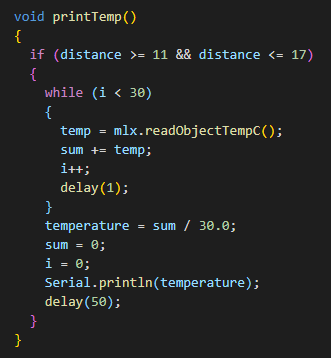 void printTemp()
{
  if (distance >= 11 && distance <= 17)
  {
    while (i < 30)
    {
      temp = mlx.readObjectTempC();
      sum += temp;
      i++;
      delay(1);
    }
    temperature = sum / 30.0;
    sum = 0;
    i = 0;
    Serial.println(temperature);
    delay(50);
  }
}